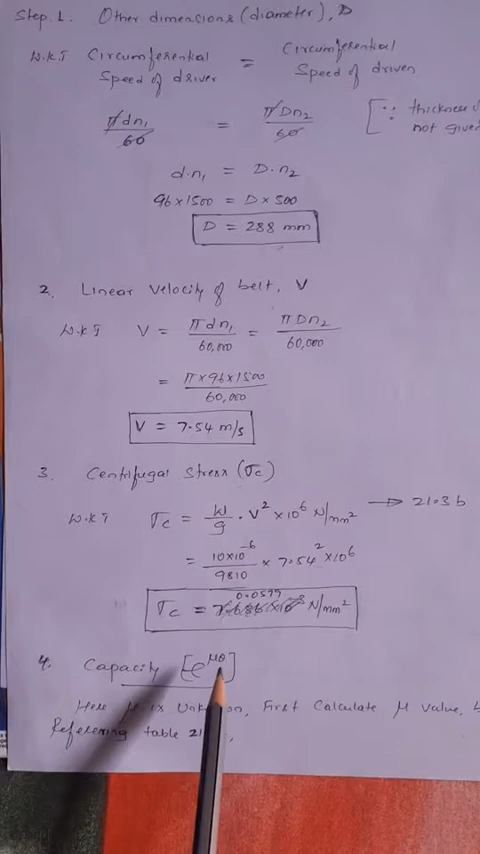 Step 1. Other dimensions (diameter), D
W.K.T Circumferential Speed of driver = Circumferential Speed of driven
πdn₁/60 = πDn₂/60 [∵ thickness not given
d.n₁ = D.n₂
96×1500 = D×500
D = 288 mm
2. Linear Velocity of belt, V
W.K.T V = πdn₁/60,000 = πDn₂/60,000
= π×96×1500/60,000
V = 7.54 m/s
3. Centrifugal Stress (σc)
W.K.T σc = w/g . V² ×10⁶ N/mm² → 21.3b
= 10×10⁻⁶/9810 × 7.54² ×10⁶
σc = 0.0579 N/mm²
4. Capacity [e^μθ]
Here μ is Unknown, First Calculate μ value,
Referring table 21